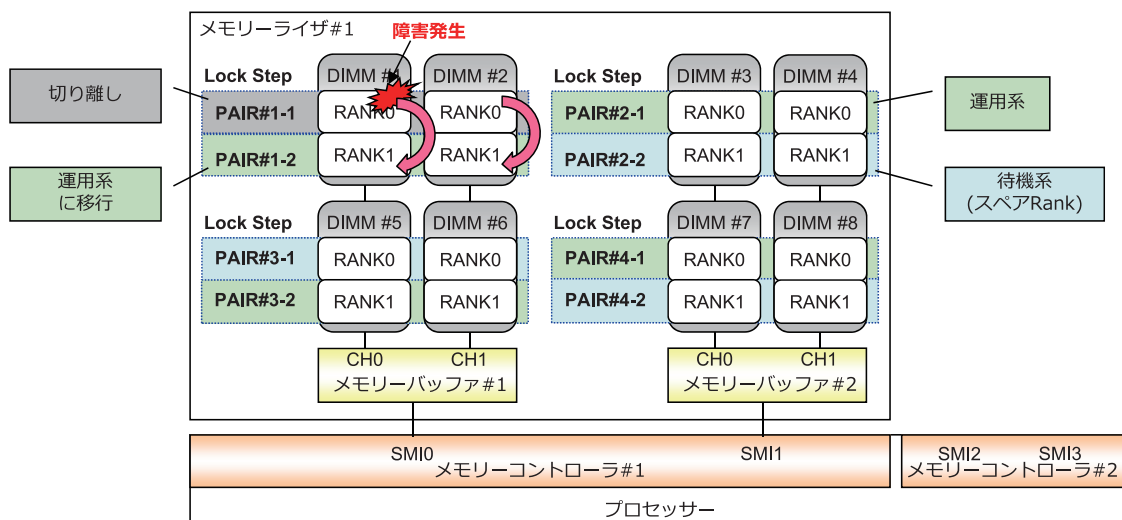 メモリーライザ#1
障害発生
切り離し
運用系
に移行
Lock Step
DIMM #1
DIMM #2
PAIR#1-1
RANK0
RANK0
PAIR#1-2
RANK1
RANK1
DIMM #3
DIMM #4
PAIR#2-1
RANK0
RANK0
PAIR#2-2
RANK1
RANK1
運用系
待機系
(スペアRank)
Lock Step
DIMM #5
DIMM #6
PAIR#3-1
RANK0
RANK0
PAIR#3-2
RANK1
RANK1
Lock Step
DIMM #7
DIMM #8
PAIR#4-1
RANK0
RANK0
PAIR#4-2
RANK1
RANK1
Lock Step
CH0
CH1
メモリーバッファ#1
CH0
CH1
メモリーバッファ#2
SMI0
SMI1
メモリーコントローラ#1
SMI2
SMI3
メモリーコントローラ#2
プロセッサー